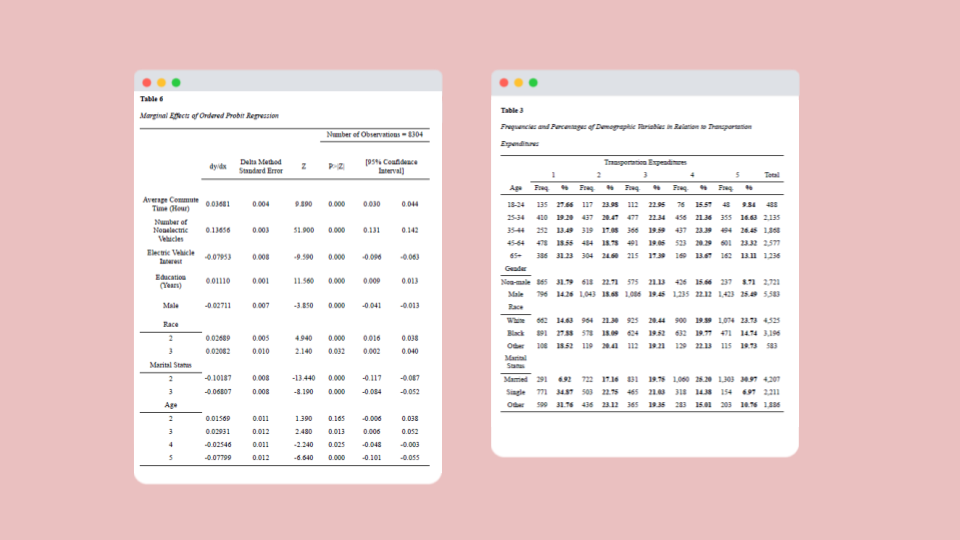 Table 6
Marginal Effects of Ordered Probit Regression
Number of Observations = 8304
dy/dx Delta Method Standard Error Z P>|Z| [95% Confidence Interval]
Average Commute Time (Hour) 0.03681 0.004 9.890 0.000 0.030 0.044
Number of Nonelectric Vehicles 0.13656 0.003 51.900 0.000 0.131 0.142
Electric Vehicle Interest -0.07953 0.008 -9.590 0.000 -0.096 -0.063
Education (Years) 0.01110 0.001 11.560 0.000 0.009 0.013
Male -0.02711 0.007 -3.850 0.000 -0.041 -0.013
Race
2 0.02689 0.005 4.940 0.000 0.016 0.038
3 0.02082 0.010 2.140 0.032 0.002 0.040
Marital Status
2 -0.10187 0.008 -13.440 0.000 -0.117 -0.087
3 -0.06807 0.008 -8.190 0.000 -0.084 -0.052
Age
2 0.01569 0.011 1.390 0.165 -0.006 0.038
3 0.02931 0.012 2.480 0.013 0.006 0.052
4 -0.02546 0.011 -2.240 0.025 -0.048 -0.003
5 -0.07799 0.012 -6.640 0.000 -0.101 -0.055
Table 3
Frequencies and Percentages of Demographic Variables in Relation to Transportation
Expenditures
Transportation Expenditures
1 2 3 4 5 Total
Age Freq. % Freq. % Freq. % Freq. % Freq. %
18-24 135 27.66 117 23.98 112 22.95 76 15.57 48 9.84 488
25-34 410 19.20 437 20.47 477 22.34 456 21.36 355 16.63 2,135
35-44 252 13.49 319 17.08 366 19.59 437 23.39 494 26.45 1,868
45-64 478 18.55 484 18.78 491 19.05 523 20.29 601 23.32 2,577
65+ 386 31.23 304 24.60 215 17.39 169 13.67 162 13.11 1,236
Gender
Non-male 865 31.79 618 22.71 575 21.13 426 15.66 237 8.71 2,721
Male 796 14.26 1,043 18.68 1,086 19.45 1,235 22.12 1,423 25.49 5,583
Race
White 662 14.63 964 21.30 925 20.44 900 19.89 1,074 23.73 4,525
Black 891 27.88 578 18.09 624 19.52 632 19.77 471 14.74 3,196
Other 108 18.52 119 20.41 112 19.21 129 22.13 115 19.73 583
Marital
Status
Married 291 6.92 722 17.16 831 19.75 1,060 25.20 1,303 30.97 4,207
Single 771 34.87 503 22.75 465 21.03 318 14.38 154 6.97 2,211
Other 599 31.76 436 23.12 365 19.35 283 15.01 203 10.76 1,886